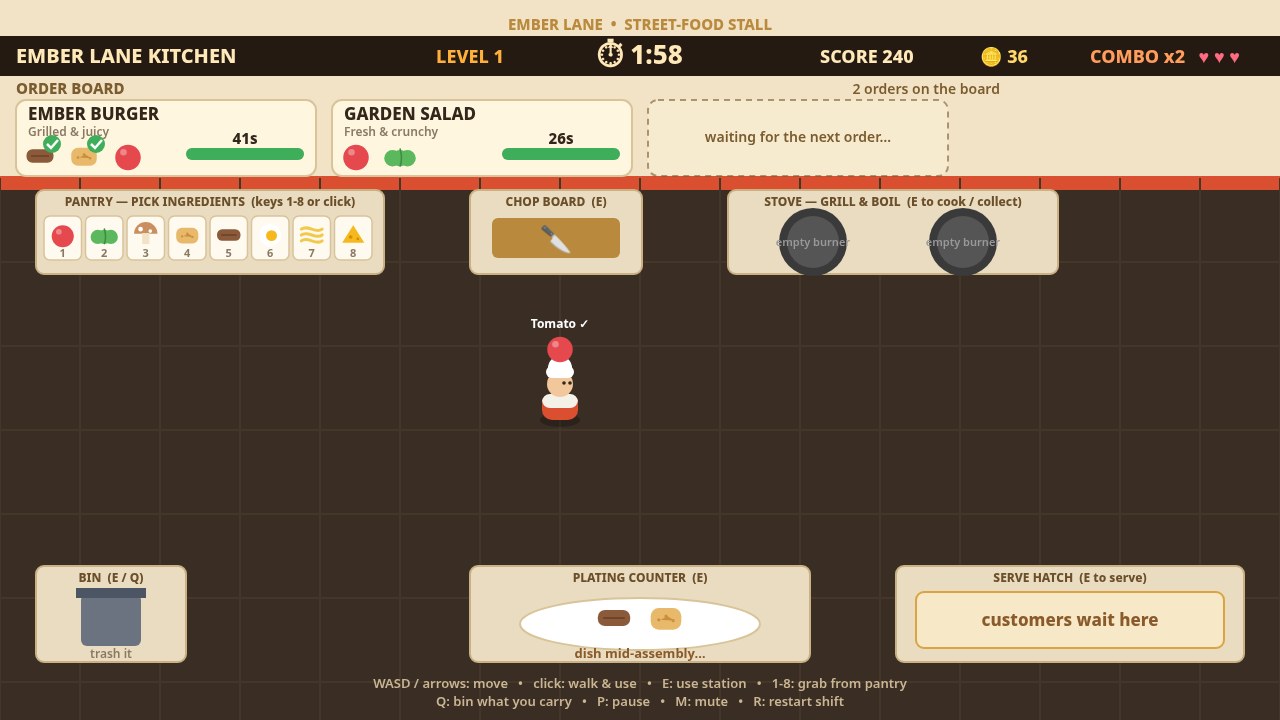 EMBER LANE • STREET-FOOD STALL
EMBER LANE KITCHEN
LEVEL 1
1:58
SCORE 240
36
COMBO x2
ORDER BOARD
2 orders on the board
EMBER BURGER
Grilled & juicy
41s
GARDEN SALAD
Fresh & crunchy
26s
waiting for the next order...
PANTRY — PICK INGREDIENTS (keys 1-8 or click)
1 2 3 4 5 6 7 8
CHOP BOARD (E)
STOVE — GRILL & BOIL (E to cook / collect)
empty burner
empty burner
Tomato ✓
BIN (E / Q)
trash it
PLATING COUNTER (E)
dish mid-assembly...
SERVE HATCH (E to serve)
customers wait here
WASD / arrows: move • click: walk & use • E: use station • 1-8: grab from pantry
Q: bin what you carry • P: pause • M: mute • R: restart shift